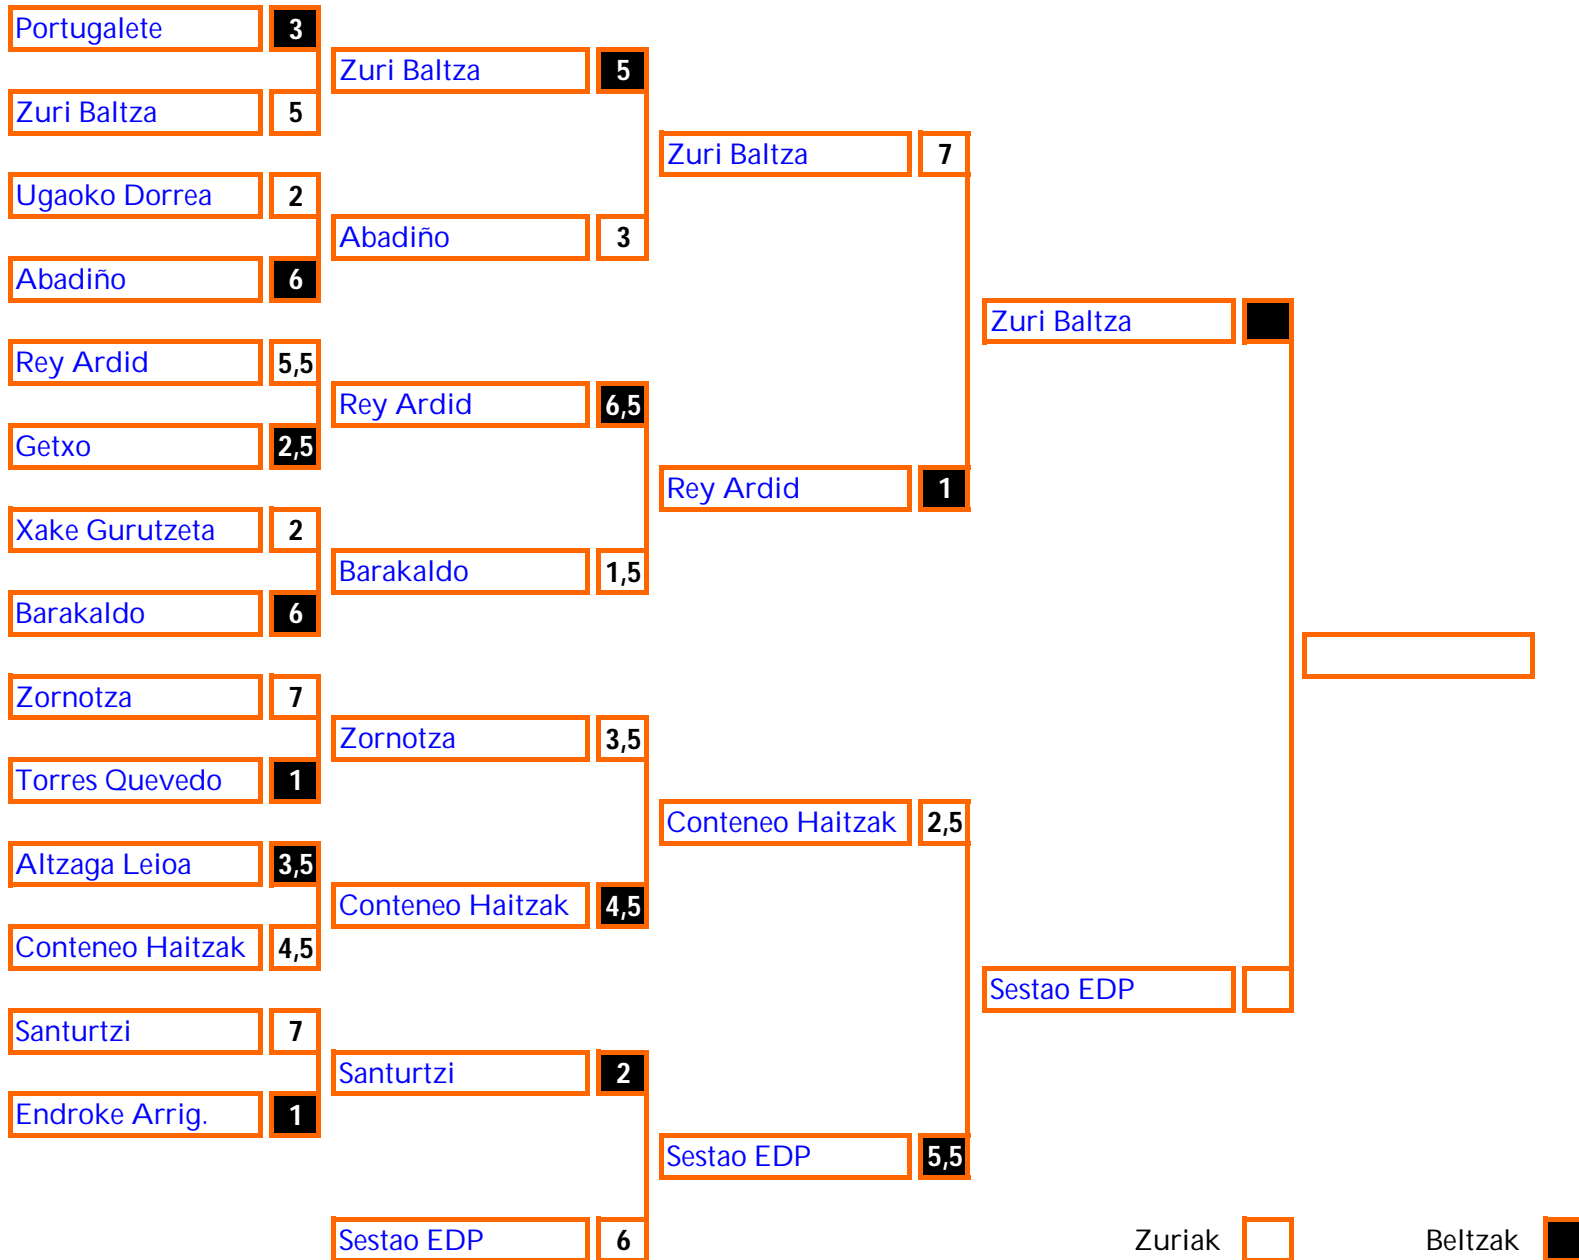 Portugalete 3
Zuri Baltza 5
Zuri Baltza 5
Zuri Baltza 7
Ugaoko Dorrea 2
Abadiño 3
Abadiño 6
Zuri Baltza
Rey Ardid 5,5
Rey Ardid 6,5
Getxo 2,5
Rey Ardid 1
Xake Gurutzeta 2
Barakaldo 1,5
Barakaldo 6
Zornotza 7
Zornotza 3,5
Torres Quevedo 1
Conteneo Haitzak 2,5
Altzaga Leioa 3,5
Conteneo Haitzak 4,5
Conteneo Haitzak 4,5
Sestao EDP
Santurtzi 7
Santurtzi 2
Endroke Arrig. 1
Sestao EDP 5,5
Sestao EDP 6 Zuriak Beltzak